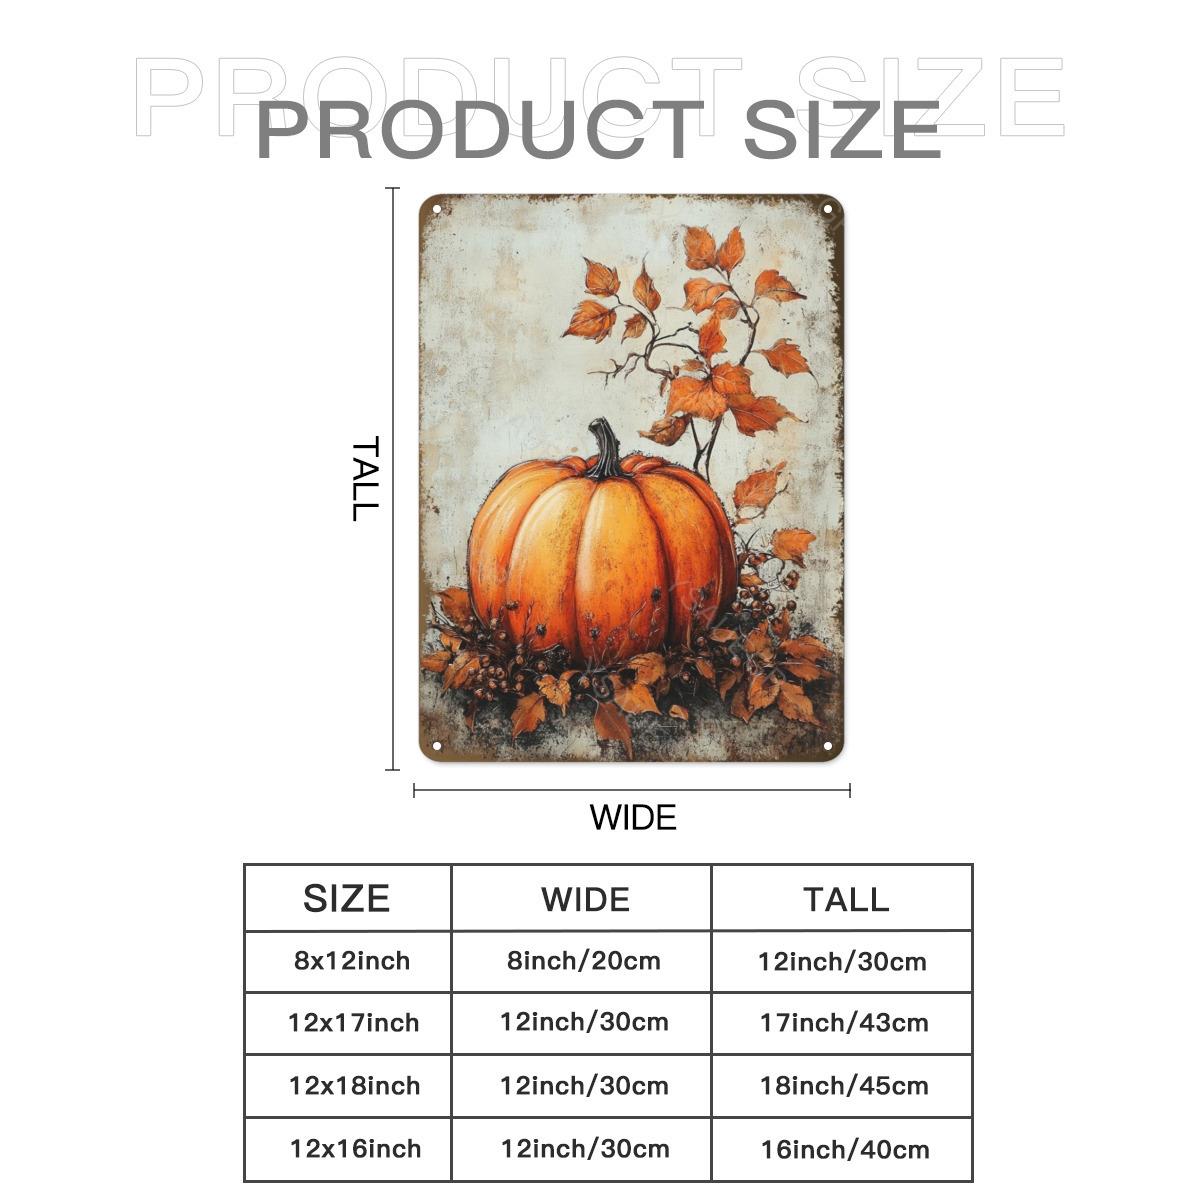 PRODUCT SIZE
PRODUCT SIZE
TALL
WIDE
SIZE WIDE TALL
8x12inch 8inch/20cm 12inch/30cm
12x17inch 12inch/30cm 17inch/43cm
12x18inch 12inch/30cm 18inch/45cm
12x16inch 12inch/30cm 16inch/40cm